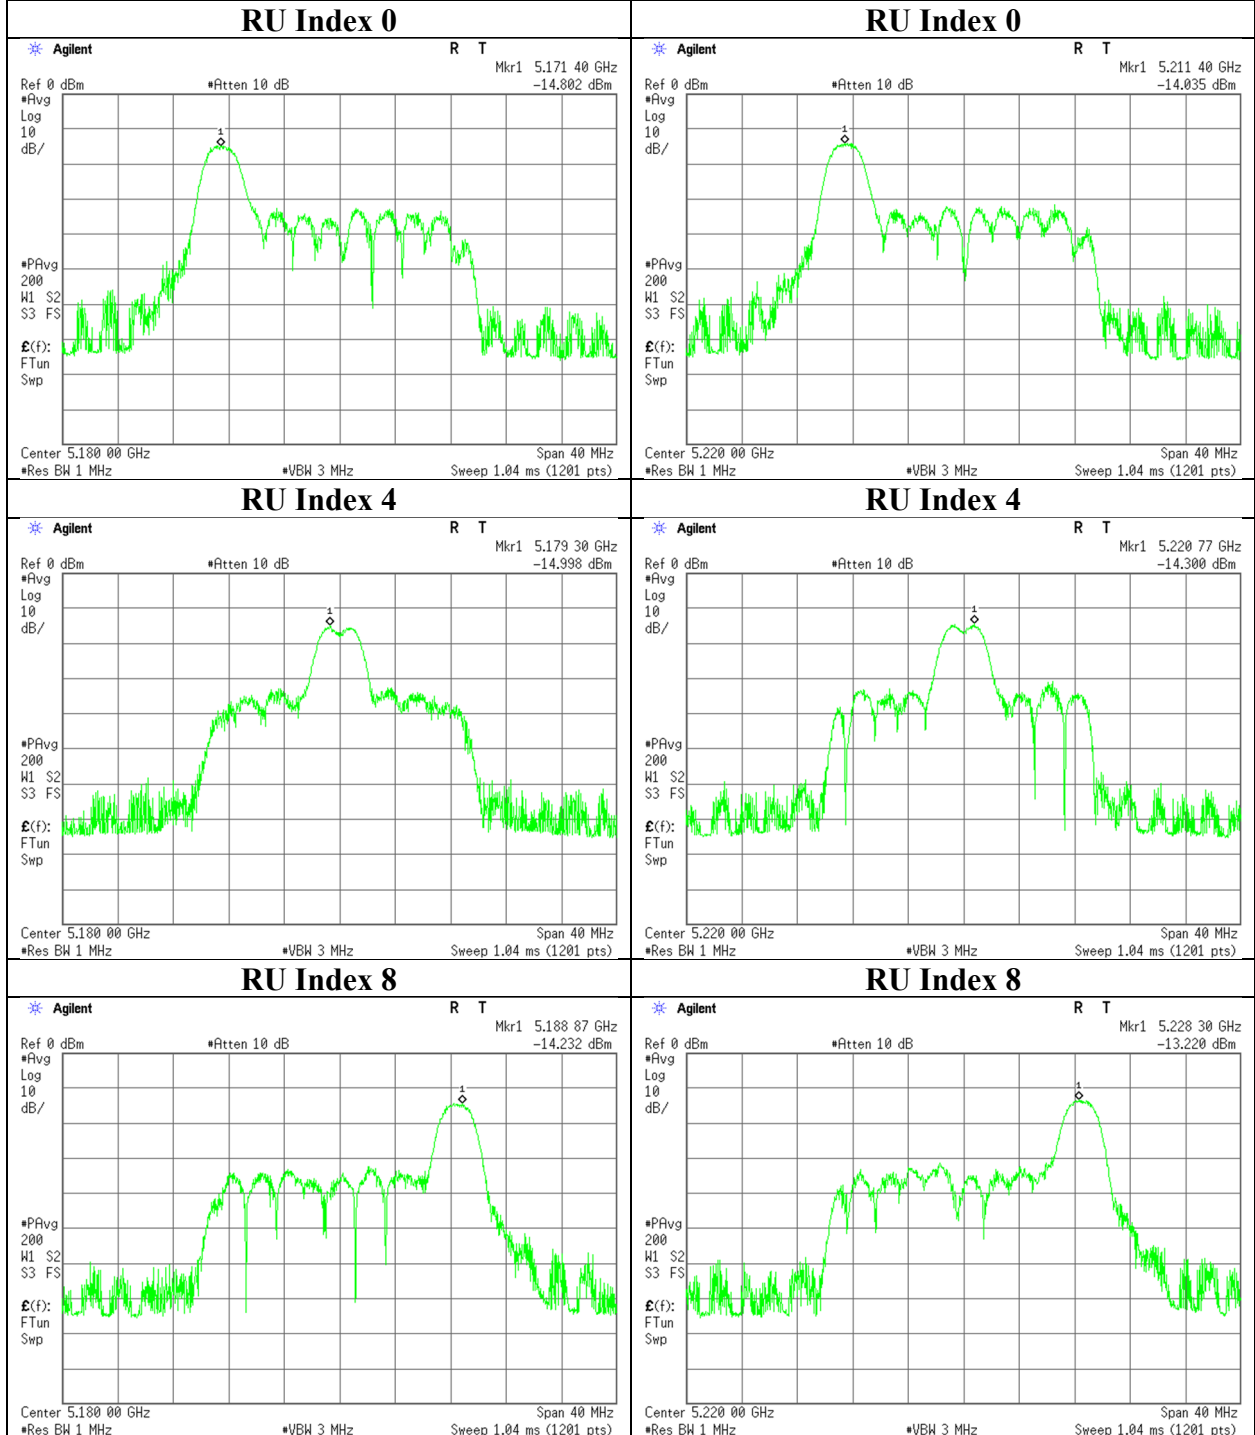 RU Index 0
Agilent
R T
Mkr1 5.171 40 GHz
Ref 0 dBm #Atten 10 dB -14.802 dBm
#Avg
Log
10
dB/
1
#PAvg
200
W1 S2
S3 FS
£(f):
FTun
Swp
Center 5.180 00 GHz Span 40 MHz
#Res BW 1 MHz #VBW 3 MHz Sweep 1.04 ms (1201 pts)
RU Index 0
Agilent
R T
Mkr1 5.211 40 GHz
Ref 0 dBm #Atten 10 dB -14.035 dBm
#Avg
Log
10
dB/
1
#PAvg
200
W1 S2
S3 FS
£(f):
FTun
Swp
Center 5.220 00 GHz Span 40 MHz
#Res BW 1 MHz #VBW 3 MHz Sweep 1.04 ms (1201 pts)
RU Index 4
Agilent
R T
Mkr1 5.179 30 GHz
Ref 0 dBm #Atten 10 dB -14.998 dBm
#Avg
Log
10
dB/
1
#PAvg
200
W1 S2
S3 FS
£(f):
FTun
Swp
Center 5.180 00 GHz Span 40 MHz
#Res BW 1 MHz #VBW 3 MHz Sweep 1.04 ms (1201 pts)
RU Index 4
Agilent
R T
Mkr1 5.220 77 GHz
Ref 0 dBm #Atten 10 dB -14.300 dBm
#Avg
Log
10
dB/
1
#PAvg
200
W1 S2
S3 FS
£(f):
FTun
Swp
Center 5.220 00 GHz Span 40 MHz
#Res BW 1 MHz #VBW 3 MHz Sweep 1.04 ms (1201 pts)
RU Index 8
Agilent
R T
Mkr1 5.188 87 GHz
Ref 0 dBm #Atten 10 dB -14.232 dBm
#Avg
Log
10
dB/
1
#PAvg
200
W1 S2
S3 FS
£(f):
FTun
Swp
Center 5.180 00 GHz Span 40 MHz
#Res BW 1 MHz #VBW 3 MHz Sweep 1.04 ms (1201 pts)
RU Index 8
Agilent
R T
Mkr1 5.228 30 GHz
Ref 0 dBm #Atten 10 dB -13.220 dBm
#Avg
Log
10
dB/
1
#PAvg
200
W1 S2
S3 FS
£(f):
FTun
Swp
Center 5.220 00 GHz Span 40 MHz
#Res BW 1 MHz #VBW 3 MHz Sweep 1.04 ms (1201 pts)